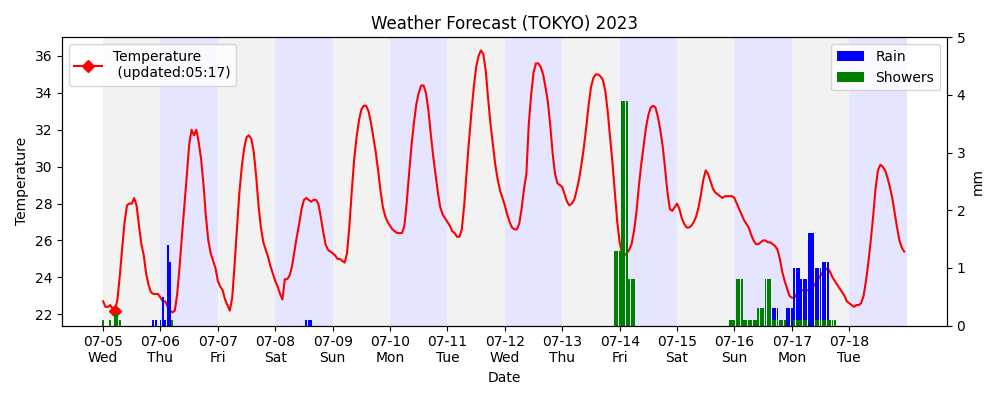 Weather Forecast (TOKYO) 2023
Temperature
(updated:05:17)
Rain
Showers
Temperature
36
34
32
30
28
26
24
22
5
4
3
2
1
0
mm
07-05 07-06 07-07 07-08 07-09 07-10 07-11 07-12 07-13 07-14 07-15 07-16 07-17 07-18
Wed Thu Fri Sat Sun Mon Tue Wed Thu Fri Sat Sun Mon Tue
Date